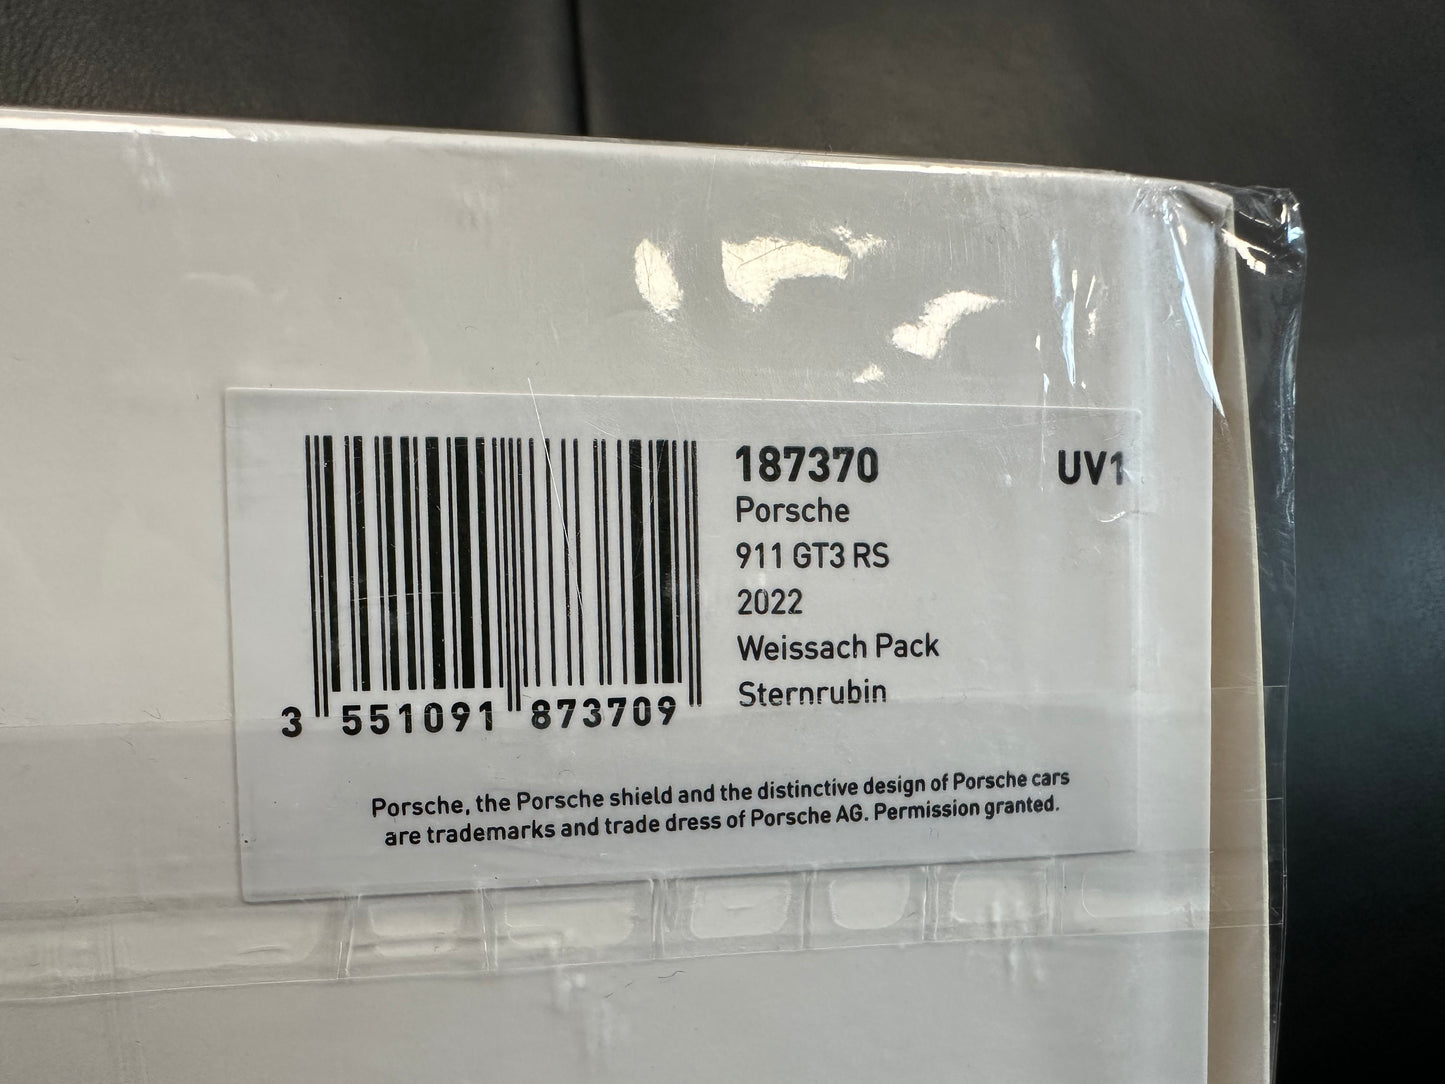 187370 UV1
Porsche
911 GT3 RS
2022
Weissach Pack
Sternrubin
3 551091 873709
Porsche, the Porsche shield and the distinctive design of Porsche cars
are trademarks and trade dress of Porsche AG. Permission granted.